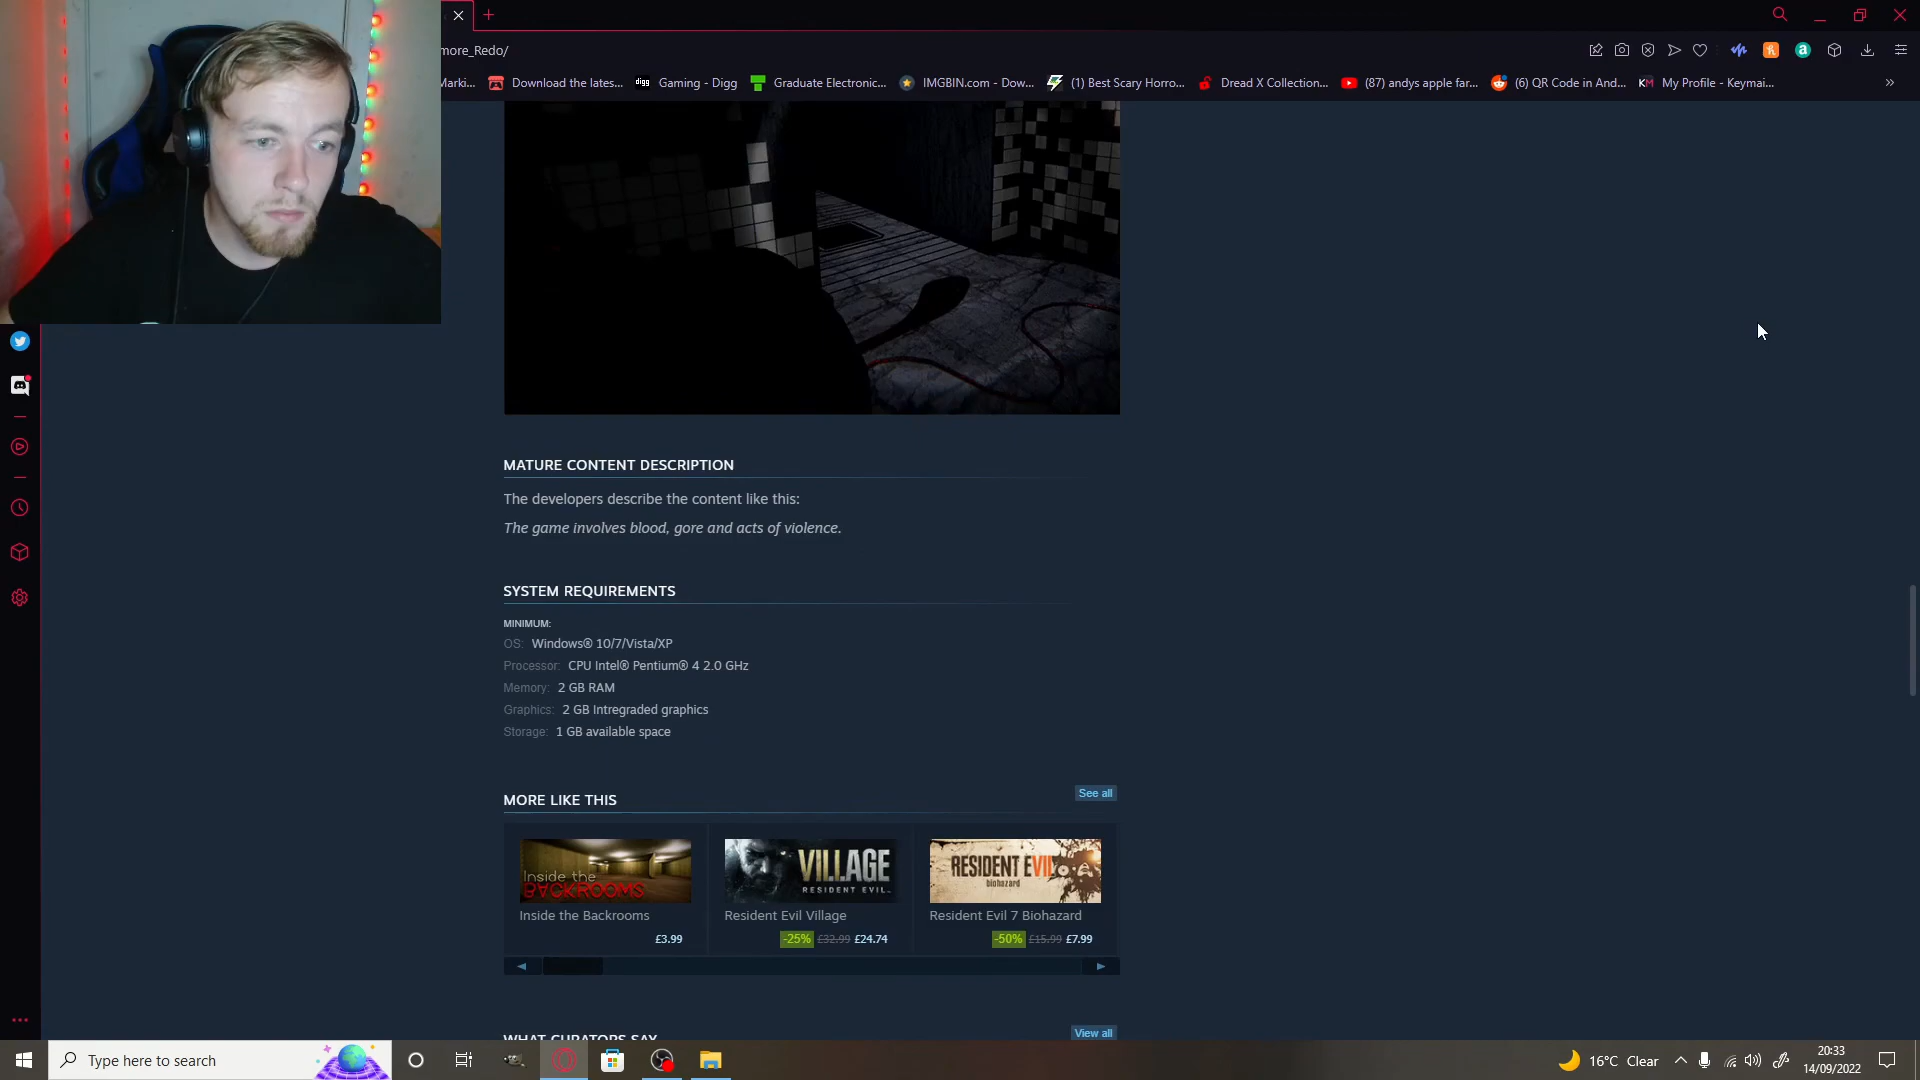 more_Redo/
Marki...
Download the lates...
digg Gaming - Digg
Graduate Electronic...
IMGBIN.com - Dow...
(1) Best Scary Horro...
Dread X Collection...
(87) andys apple far...
(6) QR Code in And...
KM My Profile - Keymai...
MATURE CONTENT DESCRIPTION
The developers describe the content like this:
The game involves blood, gore and acts of violence.
SYSTEM REQUIREMENTS
MINIMUM:
OS: Windows® 10/7/Vista/XP
Processor: CPU Intel® Pentium® 4 2.0 GHz
Memory: 2 GB RAM
Graphics: 2 GB Intregraded graphics
Storage: 1 GB available space
MORE LIKE THIS
See all
Inside the
BACKROOMS
VILLAGE
RESIDENT EVIL
RESIDENT EVIL
biohazard
Inside the Backrooms
£3.99
Resident Evil Village
-25% £32.99 £24.74
Resident Evil 7 Biohazard
-50% £15.99 £7.99
WHAT CURATORS SAY
View all
Type here to search
16°C Clear
20:33
14/09/2022